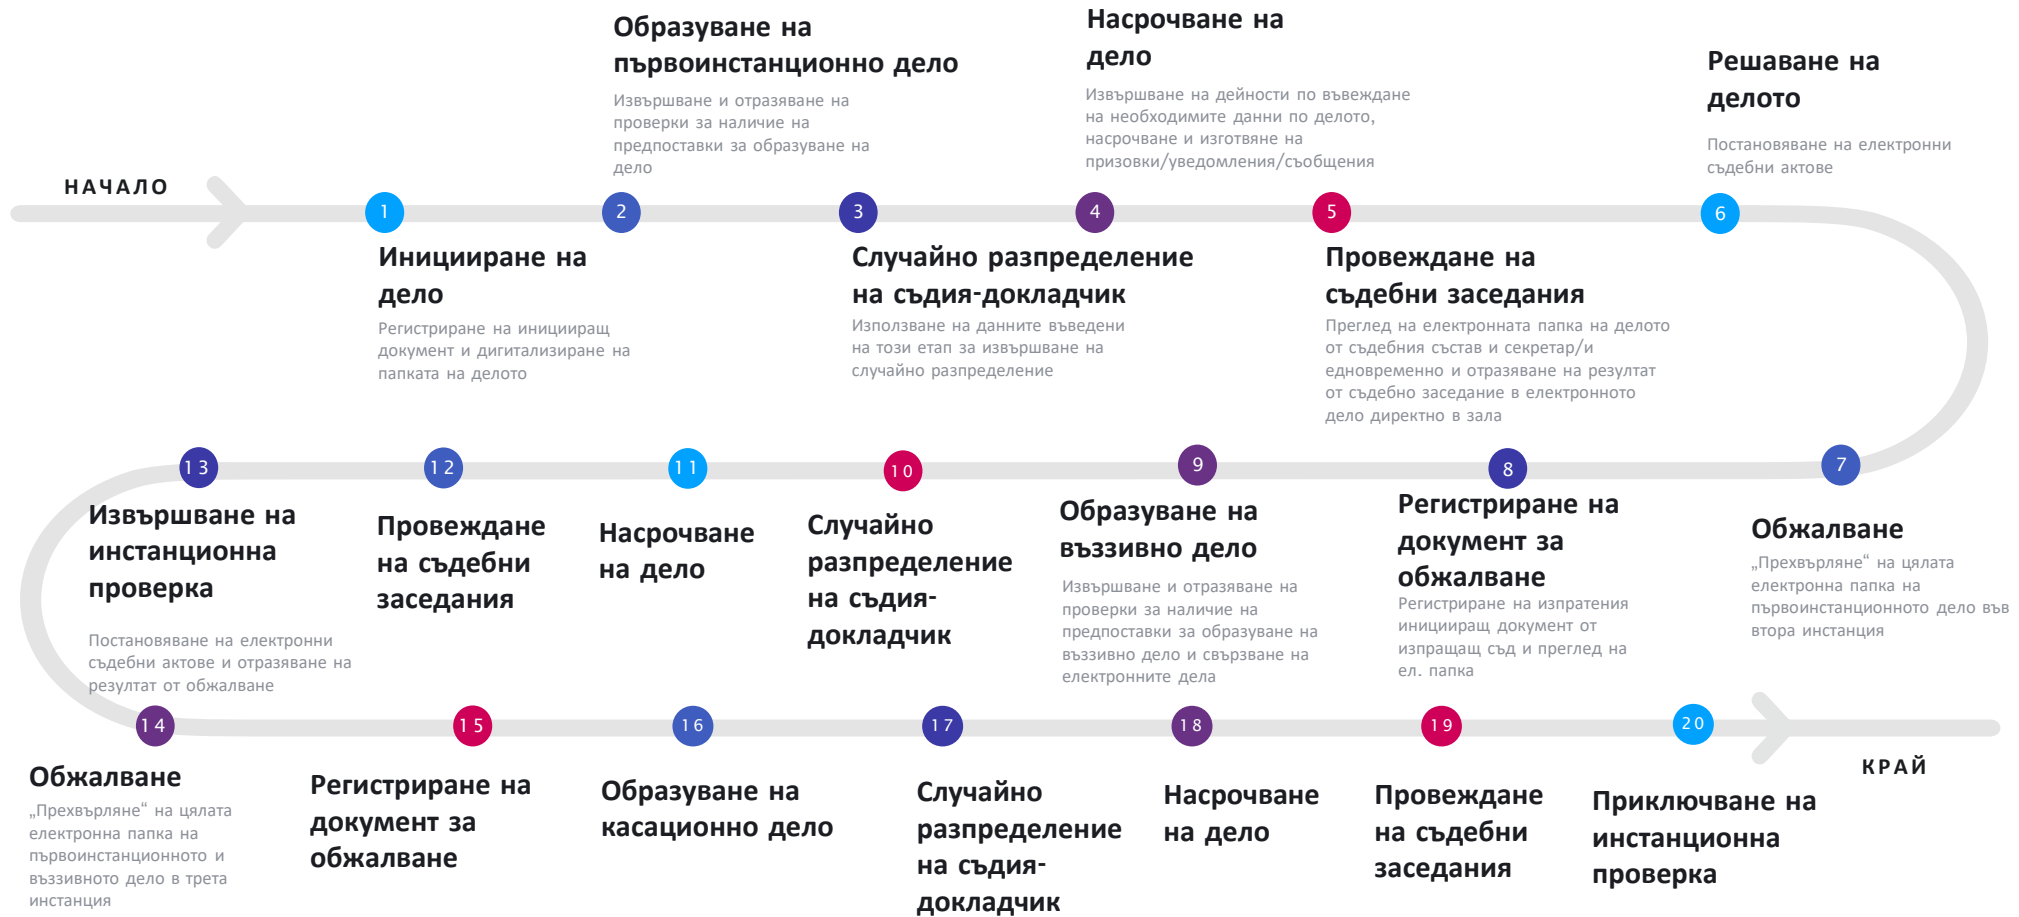 НАЧАЛО
1
Иницииране на
дело
Регистриране на иницииращ
документ и дигитализиране на
папката на делото
Образуване на
първоинстанционно дело
Извършване и отразяване на
проверки за наличие на
предпоставки за образуване на
дело
2
3
Случайно разпределение
на съдия-докладчик
Използване на данните въведени
на този етап за извършване на
случайно разпределение
Насрочване на
дело
Извършване на дейности по въвеждане
на необходимите данни по делото,
насрочване и изготвяне на
призовки/уведомления/съобщения
4
5
Провеждане на
съдебни заседания
Преглед на електронната папка на делото
от съдебния състав и секретар/и
едновременно и отразяване на резултат
от съдебно заседание в електронното
дело директно в зала
Решаване на
делото
Постановяване на електронни
съдебни актове
6
7
Обжалване
„Прехвърляне“ на цялата
електронна папка на
първоинстанционното дело във
втора инстанция
8
Регистриране на
документ за
обжалване
Регистриране на изпратения
иницииращ документ от
изпращащ съд и преглед на
ел. папка
9
Образуване на
въззивно дело
Извършване и отразяване на
проверки за наличие на
предпоставки за образуване на
въззивно дело и свързване на
електронните дела
10
Случайно
разпределение
на съдия-
докладчик
11
Насрочване
на дело
12
Провеждане
на съдебни
заседания
13
Извършване на
инстанционна
проверка
Постановяване на електронни
съдебни актове и отразяване на
резултат от обжалване
14
Обжалване
„Прехвърляне“ на цялата
електронна папка на
първоинстанционното и
въззивното дело в трета
инстанция
15
Регистриране на
документ за
обжалване
16
Образуване на
касационно дело
17
Случайно
разпределение
на съдия-
докладчик
18
Насрочване
на дело
19
Провеждане
на съдебни
заседания
20
Приключване на
инстанционна
проверка
КРАЙ